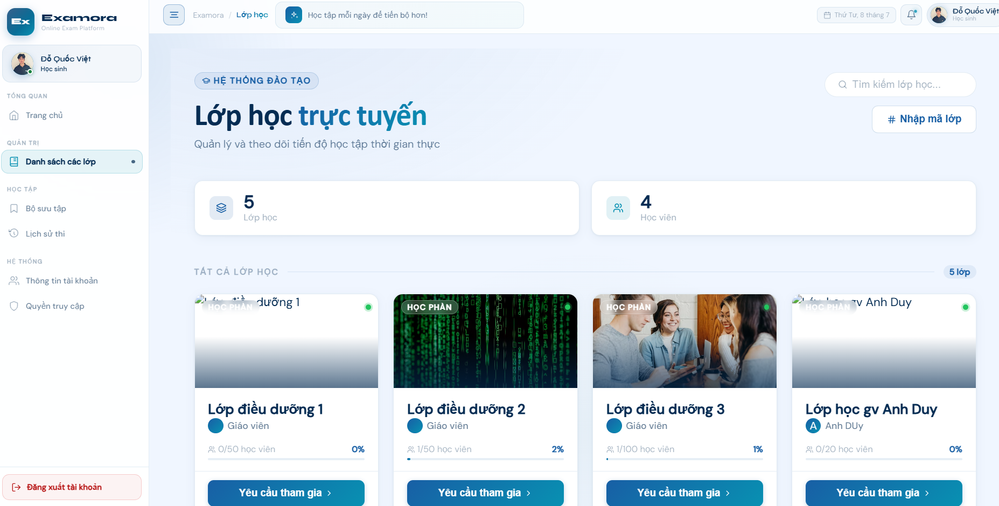 Ex
Examora
Online Exam Platform
Đỗ Quốc Việt
Học sinh
TỔNG QUAN
Trang chủ
QUẢN TRỊ
Danh sách các lớp
HỌC TẬP
Bộ sưu tập
Lịch sử thi
HỆ THỐNG
Thông tin tài khoản
Quyền truy cập
Đăng xuất tài khoản
Examora / Lớp học
Học tập mỗi ngày để tiến bộ hơn!
Thứ Tư, 8 tháng 7
Đỗ Quốc Việt
Học sinh
HỆ THỐNG ĐÀO TẠO
Lớp học trực tuyến
Quản lý và theo dõi tiến độ học tập thời gian thực
Tìm kiếm lớp học...
# Nhập mã lớp
5
Lớp học
4
Học viên
TẤT CẢ LỚP HỌC
5 lớp
Lớp điều dưỡng 1
HỌC PHẦN
Lớp điều dưỡng 1
Giáo viên
0/50 học viên
0%
Yêu cầu tham gia
HỌC PHẦN
Lớp điều dưỡng 2
Giáo viên
1/50 học viên
2%
Yêu cầu tham gia
HỌC PHẦN
Lớp điều dưỡng 3
Giáo viên
1/100 học viên
1%
Yêu cầu tham gia
Lớp học gv Anh Duy
HỌC PHẦN
Lớp học gv Anh Duy
A
Anh DUy
0/20 học viên
0%
Yêu cầu tham gia